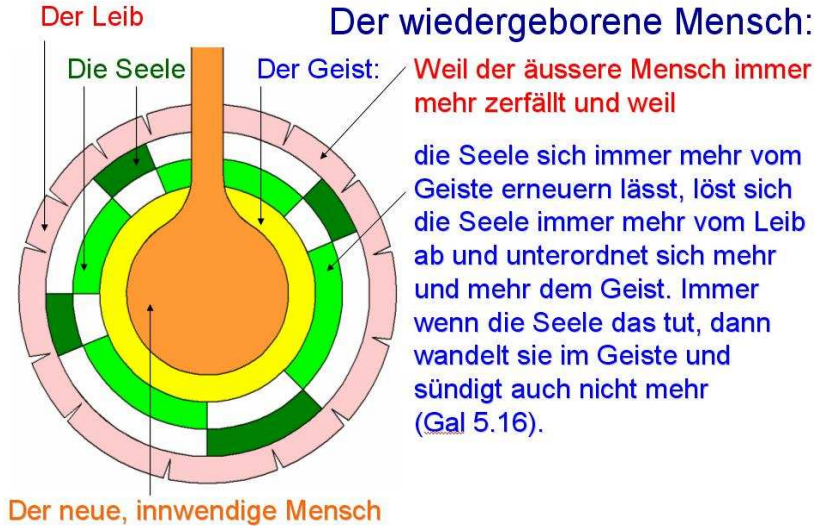 Der Leib
Der wiedergeborene Mensch:
Die Seele
Der Geist:
Weil der äussere Mensch immer
mehr zerfällt und weil
die Seele sich immer mehr vom
Geiste erneuern lässt, löst sich
die Seele immer mehr vom Leib
ab und unterordnet sich mehr
und mehr dem Geist. Immer
wenn die Seele das tut, dann
wandelt sie im Geiste und
sündigt auch nicht mehr
(Gal 5.16).
Der neue, innwendige Mensch